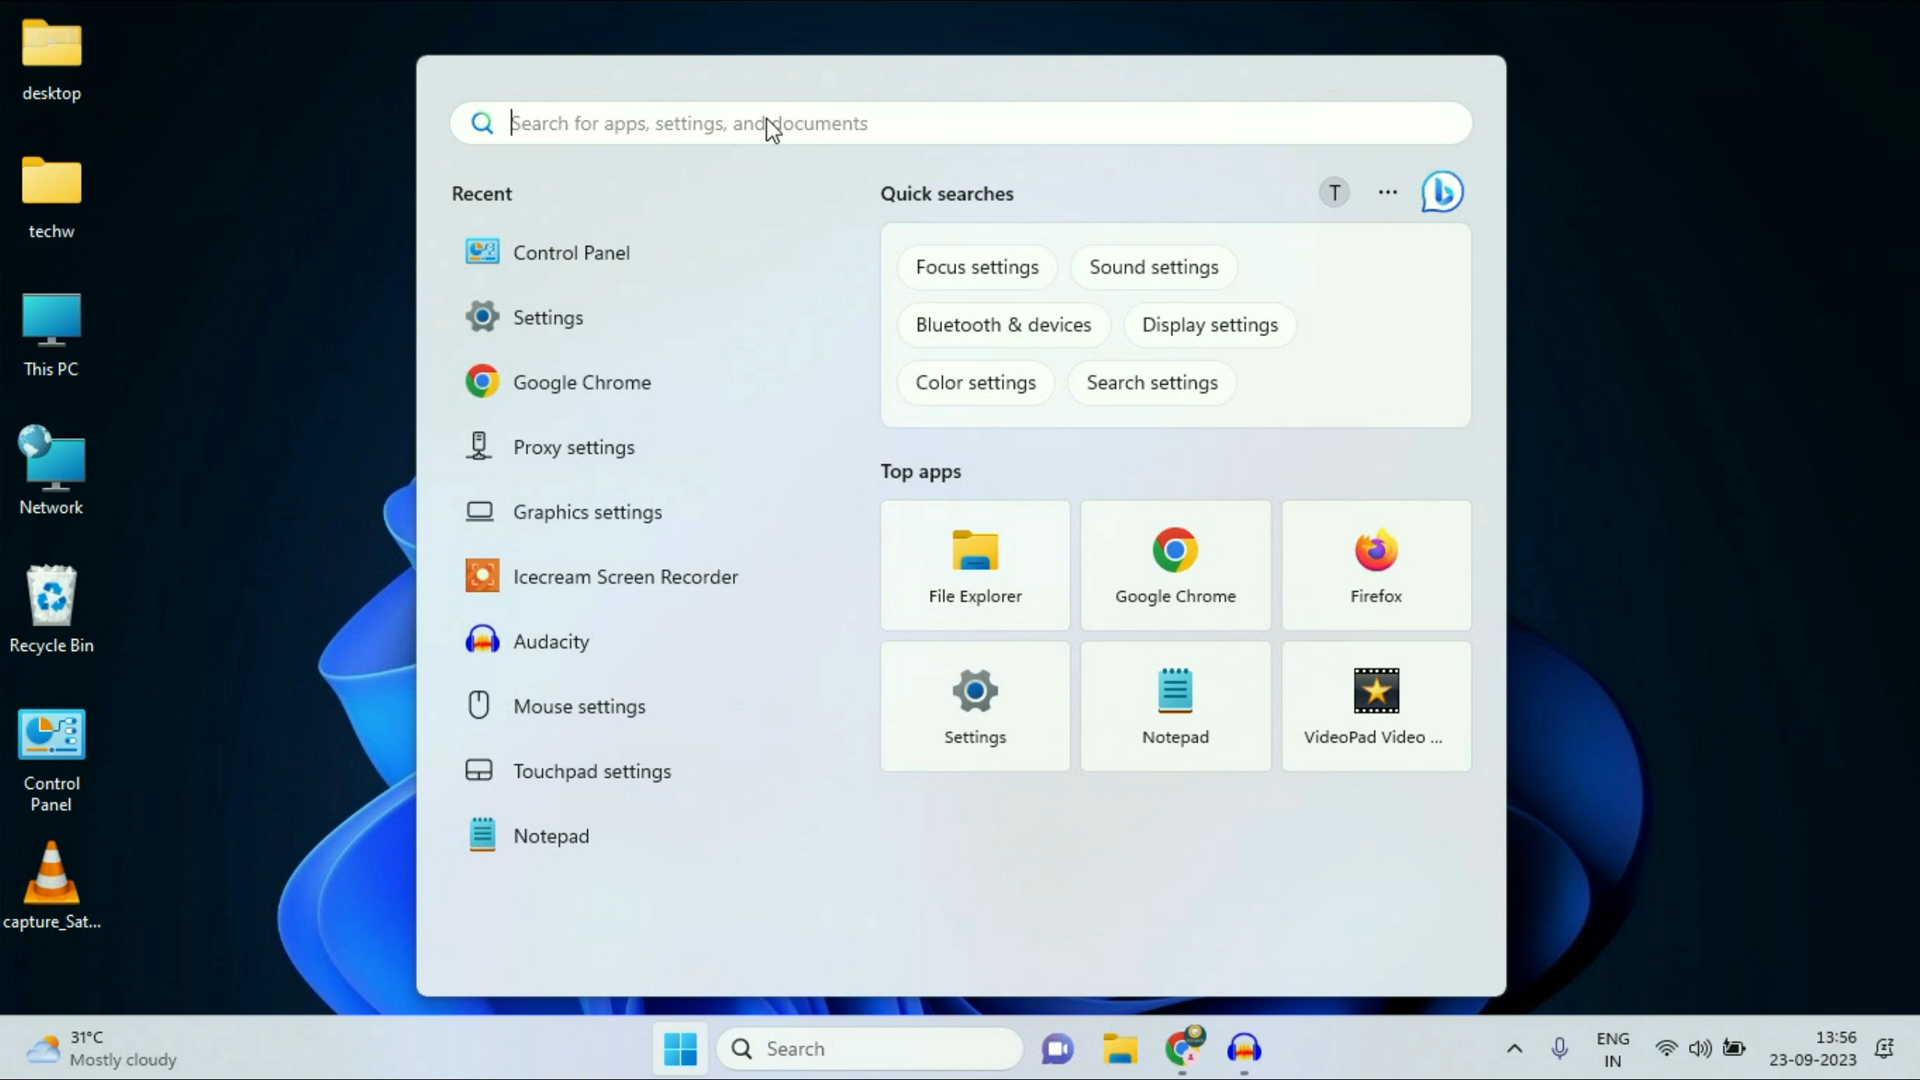 desktop
techw
This PC
Network
Recycle Bin
Control
Panel
capture_Sat...
Search for apps, settings, and documents
Recent
Control Panel
Settings
Google Chrome
Proxy settings
Graphics settings
Icecream Screen Recorder
Audacity
Mouse settings
Touchpad settings
Notepad
Quick searches
T
Focus settings
Sound settings
Bluetooth & devices
Display settings
Color settings
Search settings
Top apps
File Explorer
Google Chrome
Firefox
Settings
Notepad
VideoPad Video ...
31°C
Mostly cloudy
Search
ENG
IN
13:56
23-09-2023